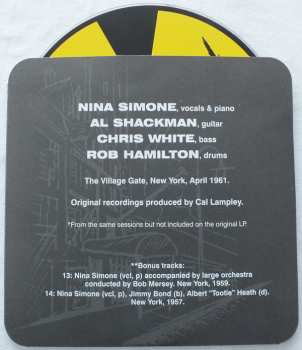 NINA SIMONE, vocals & piano
AL SHACKMAN, guitar
CHRIS WHITE, bass
ROB HAMILTON, drums
The Village Gate, New York, April 1961.
Original recordings produced by Cal Lampley.
*From the same sessions but not included on the original LP.
**Bonus tracks:
13: Nina Simone (vcl, p) accompanied by large orchestra
conducted by Bob Mersey. New York, 1959.
14: Nina Simone (vcl, p), Jimmy Bond (b), Albert "Tootie" Heath (d).
New York, 1957.